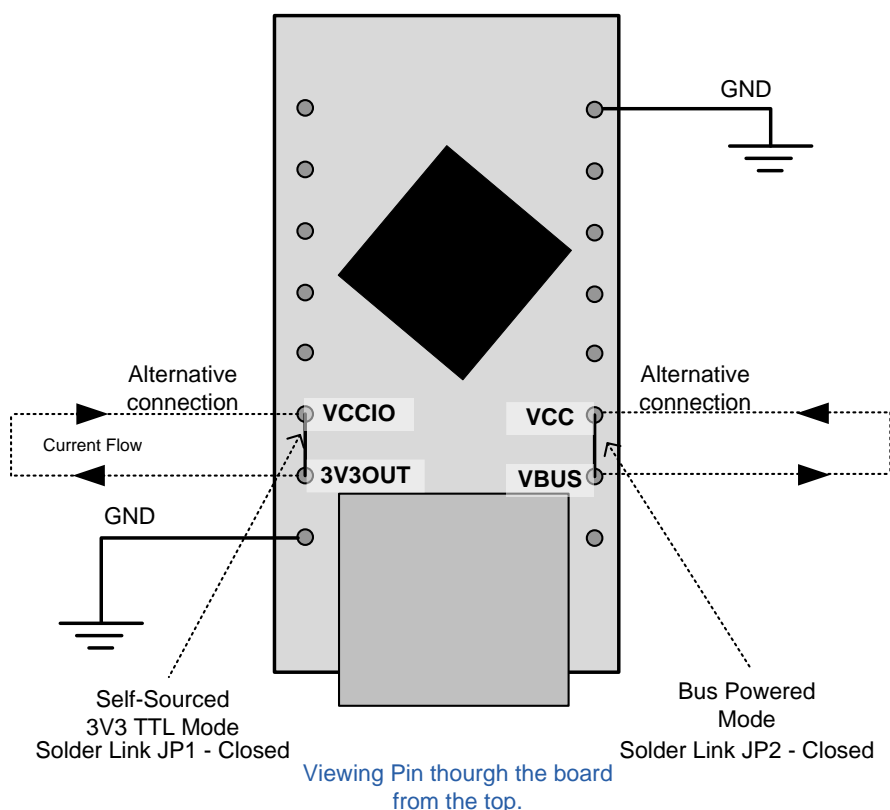 GND
Alternative
connection
Alternative
connection
VCCIO
VCC
Current Flow
3V3OUT
VBUS
GND
Self-Sourced
3V3 TTL Mode
Solder Link JP1 - Closed
Bus Powered
Mode
Solder Link JP2 - Closed
Viewing Pin thourgh the board
from the top.